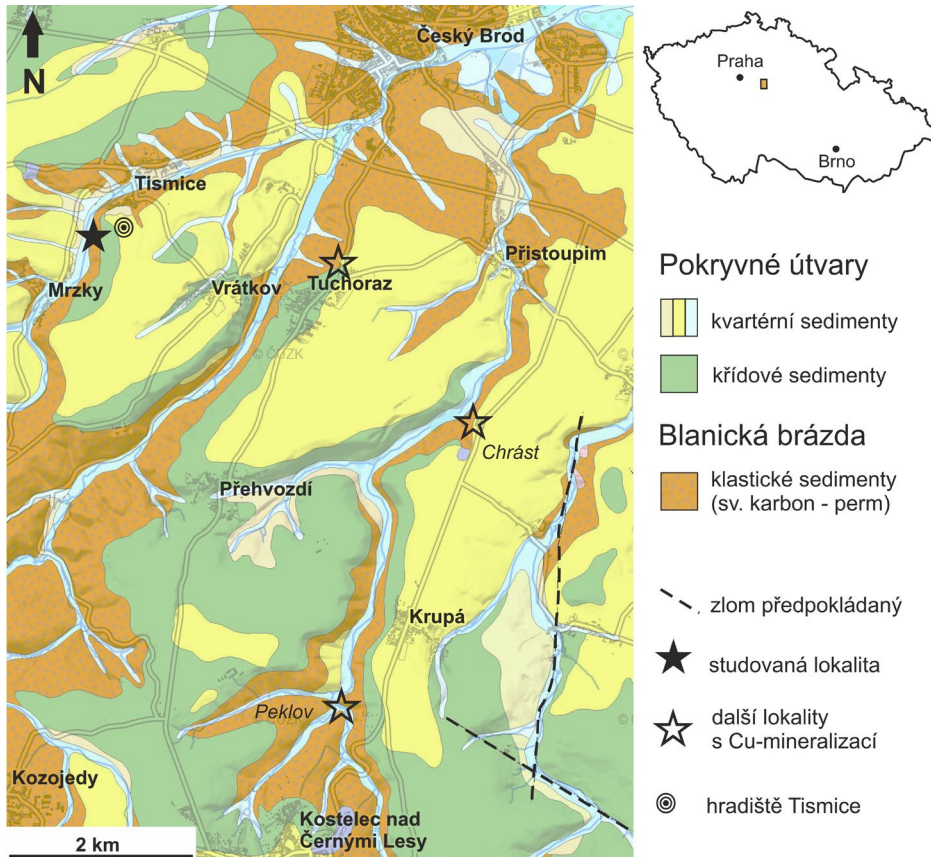 N
Český Brod
Tismice
Mrzky
Vrátkov
Tuchoraz
Přistoupim
© ČÚZK
Chrást
Přehvozdí
Krupá
Peklov
Kozojedy
Kostelec nad
Černými Lesy
2 km
Praha
Brno
Pokryvné útvary
kvartérní sedimenty
křídové sedimenty
Blanická brázda
klastické sedimenty
(sv. karbon - perm)
zlom předpokládaný
studovaná lokalita
další lokality
s Cu-mineralizací
hradiště Tismice